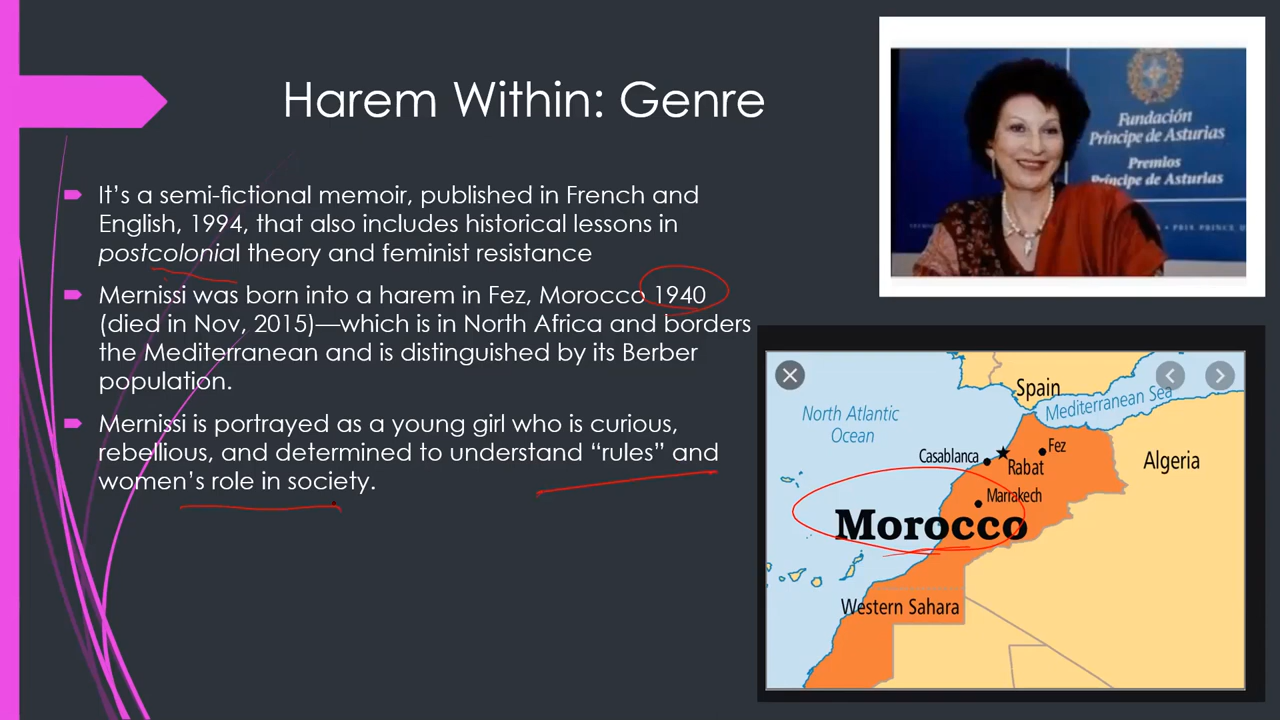 Harem Within: Genre
It's a semi-fictional memoir, published in French and
English, 1994, that also includes historical lessons in
postcolonial theory and feminist resistance
Mernissi was born into a harem in Fez, Morocco 1940
(died in Nov, 2015)—which is in North Africa and borders
the Mediterranean and is distinguished by its Berber
population.
Mernissi is portrayed as a young girl who is curious,
rebellious, and determined to understand “rules” and
women's role in society.
Fundación
Príncipe de Asturias
Premios
Príncipe de Asturias
PRIX PRINCE
Spain
Mediterranean Sea
North Atlantic
Ocean
Casablanca
Fez
Rabat
Algeria
Marrakech
Morocco
Western Sahara